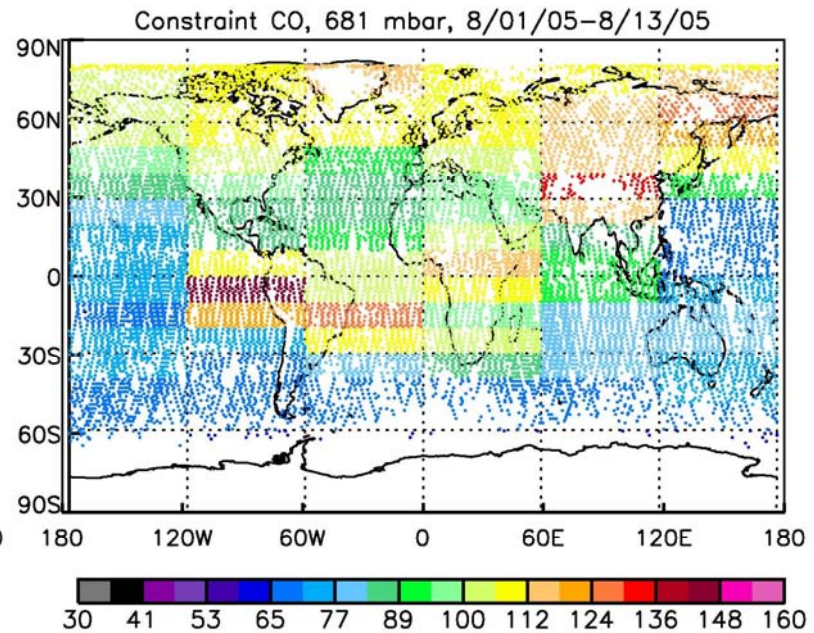 Constraint CO, 681 mbar, 8/01/05-8/13/05
90N
60N
30N
0
30S
60S
90S
180 120W 60W 0 60E 120E 180
30 41 53 65 77 89 100 112 124 136 148 160